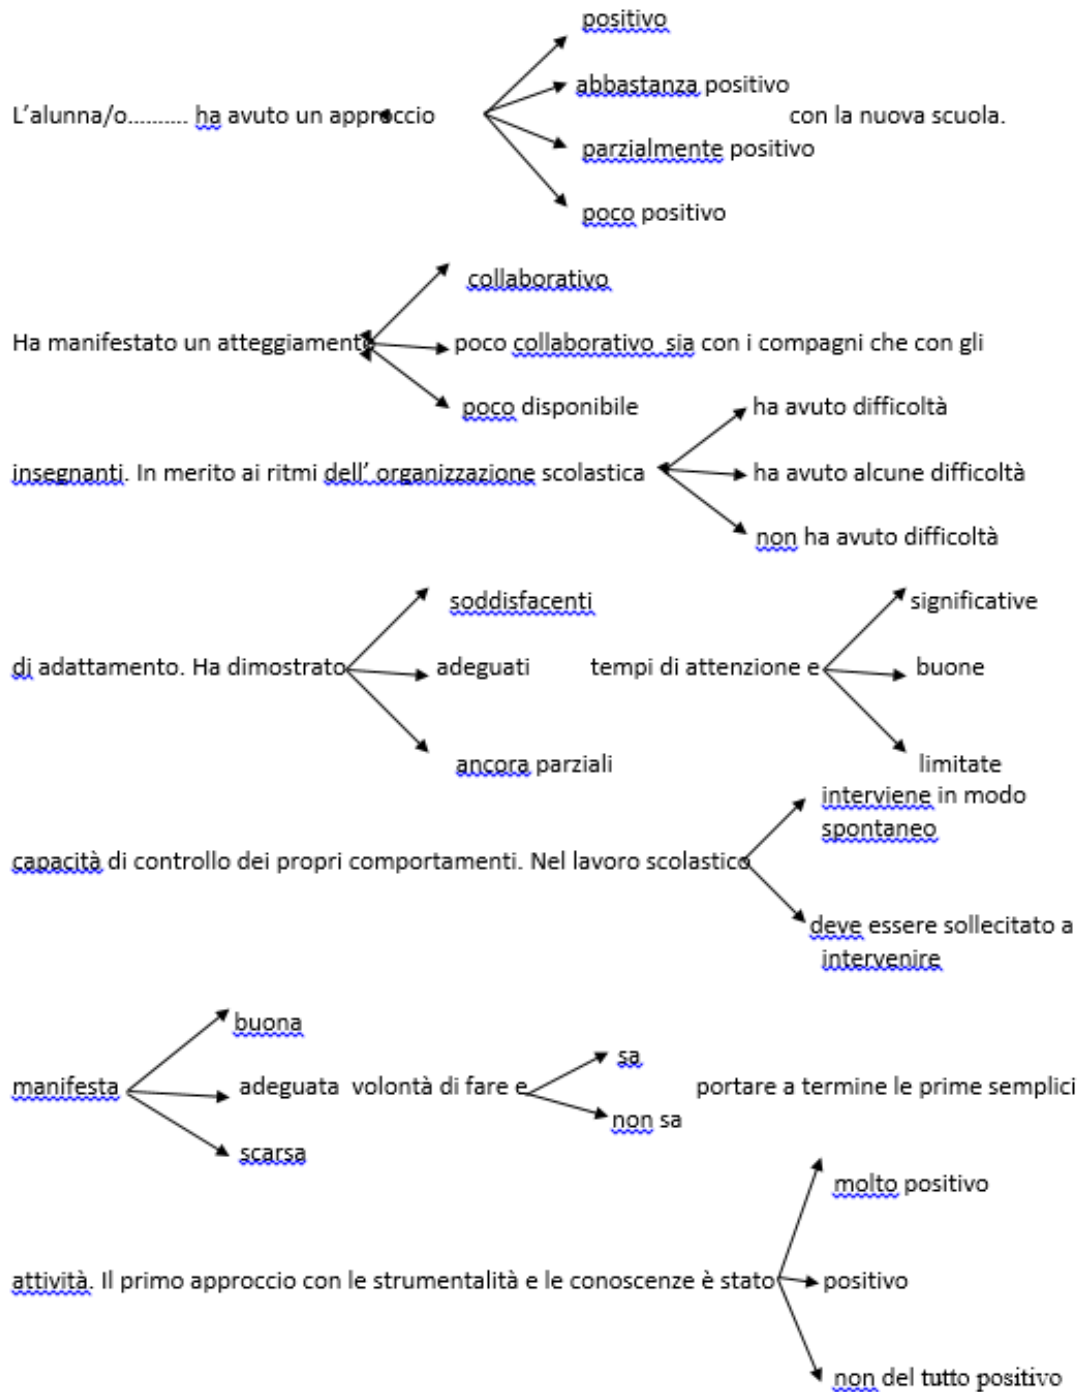 positivo
abbastanza positivo
L'alunna/o.......... ha avuto un approccio con la nuova scuola.
parzialmente positivo
poco positivo
collaborativo
Ha manifestato un atteggiamento poco collaborativo sia con i compagni che con gli
poco disponibile ha avuto difficoltà
insegnanti. In merito ai ritmi dell' organizzazione scolastica ha avuto alcune difficoltà
non ha avuto difficoltà
soddisfacenti significative
di adattamento. Ha dimostrato adeguati tempi di attenzione e buone
ancora parziali limitate
interviene in modo
spontaneo
capacità di controllo dei propri comportamenti. Nel lavoro scolastico
deve essere sollecitato a
intervenire
buona
sa
manifesta adeguata volontà di fare e portare a termine le prime semplici
non sa
scarsa
molto positivo
attività. Il primo approccio con le strumentalità e le conoscenze è stato positivo
non del tutto positivo